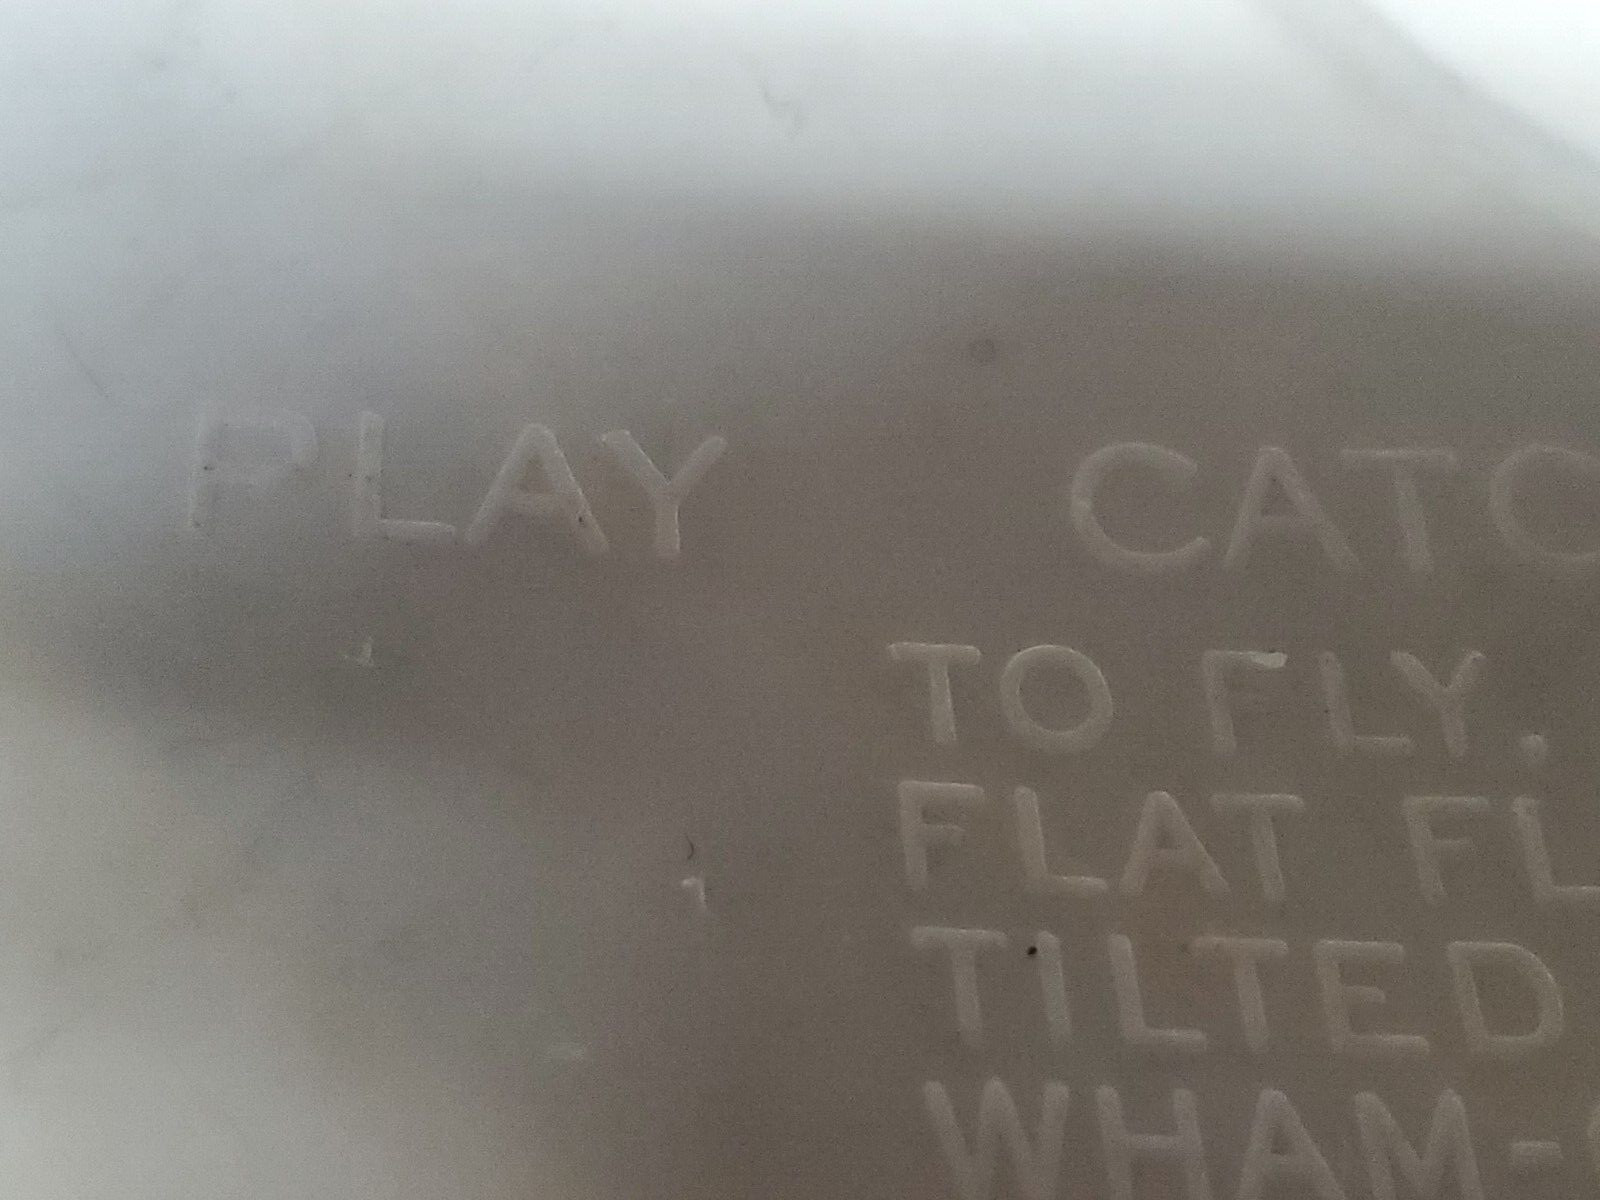 PLAY CATC
TO FLY,
FLAT FL
TILTED
WHAM-